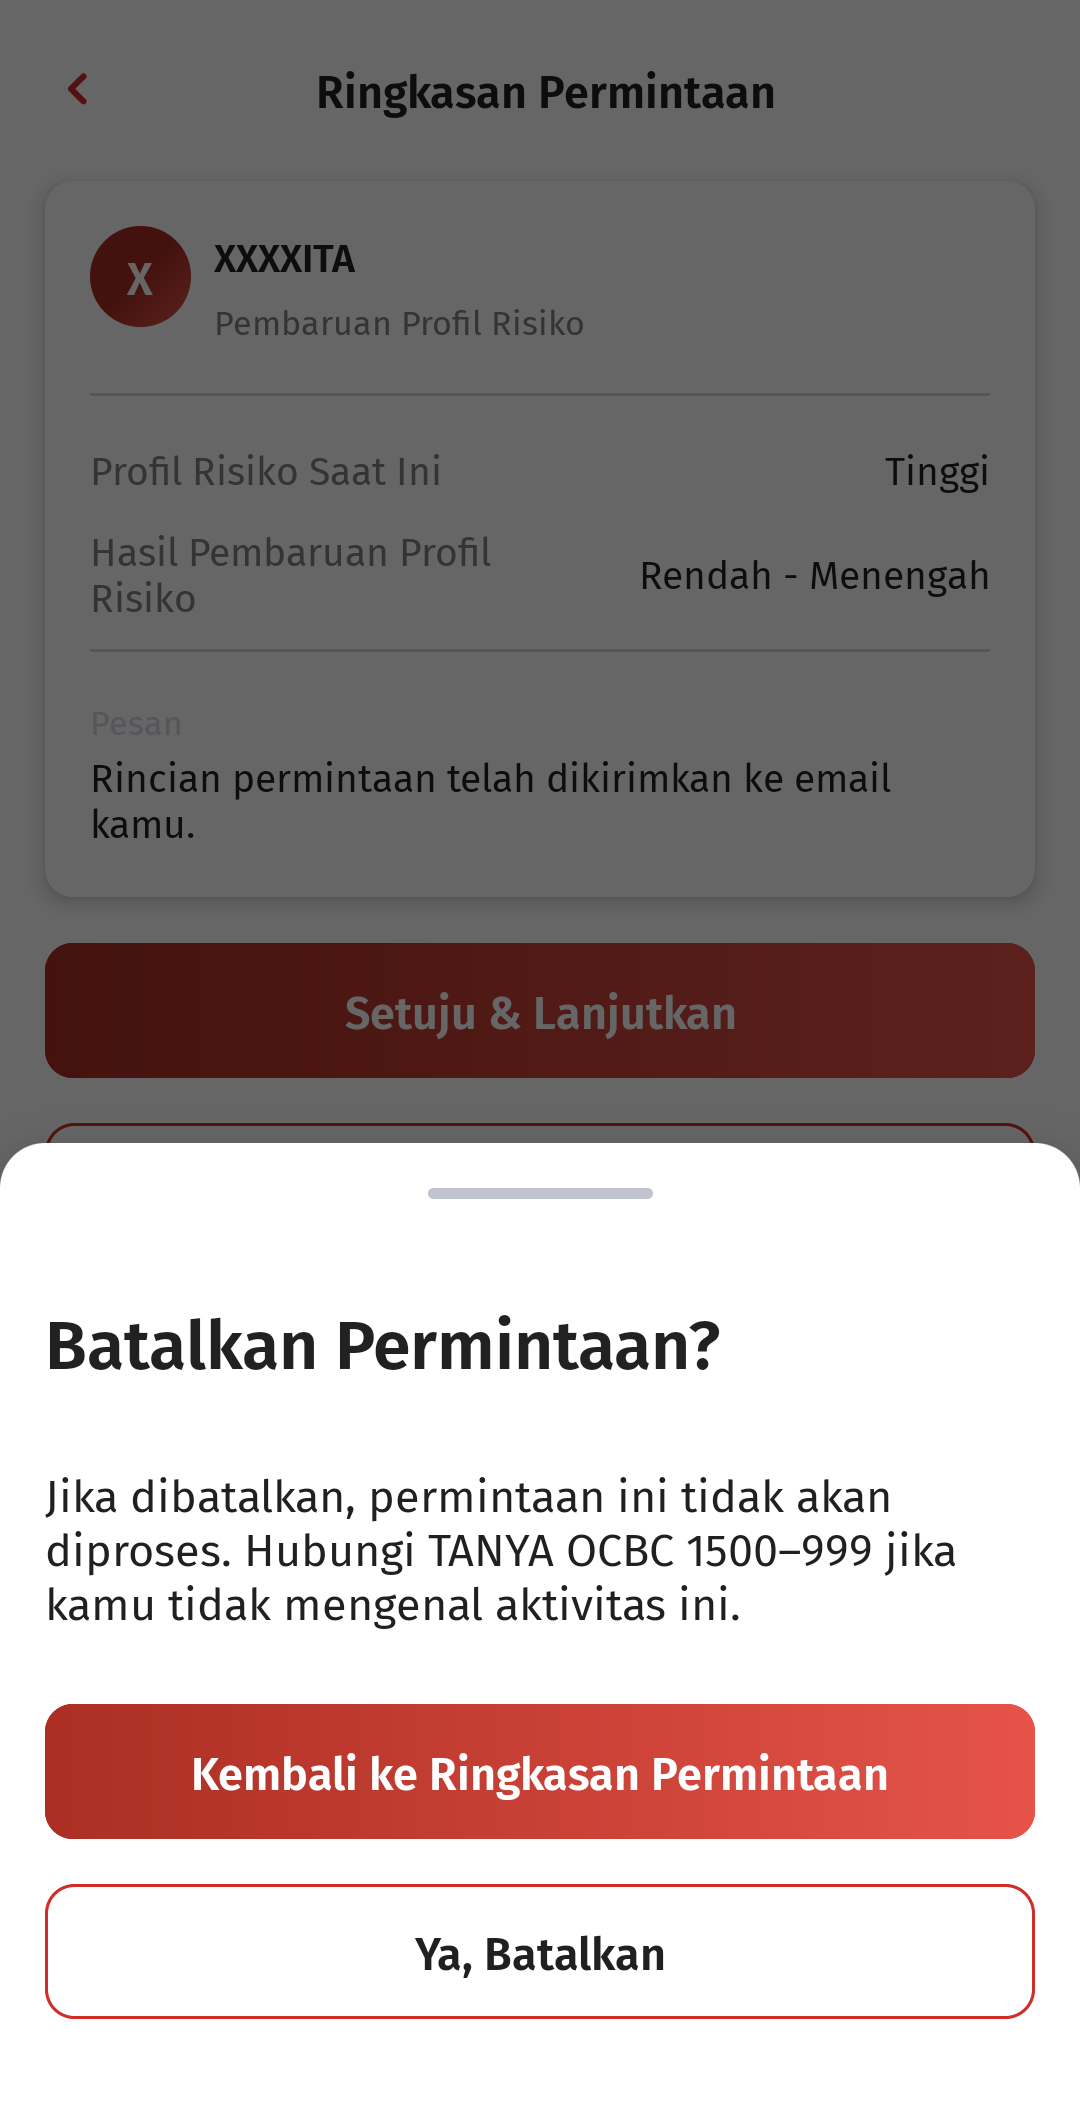 Ringkasan Permintaan
X
XXXXITA
Pembaruan Profil Risiko
Profil Risiko Saat Ini
Tinggi
Hasil Pembaruan Profil
Risiko
Rendah - Menengah
Pesan
Rincian permintaan telah dikirimkan ke email
kamu.
Setuju & Lanjutkan
Batalkan Permintaan?
Jika dibatalkan, permintaan ini tidak akan
diproses. Hubungi TANYA OCBC 1500–999 jika
kamu tidak mengenal aktivitas ini.
Kembali ke Ringkasan Permintaan
Ya, Batalkan